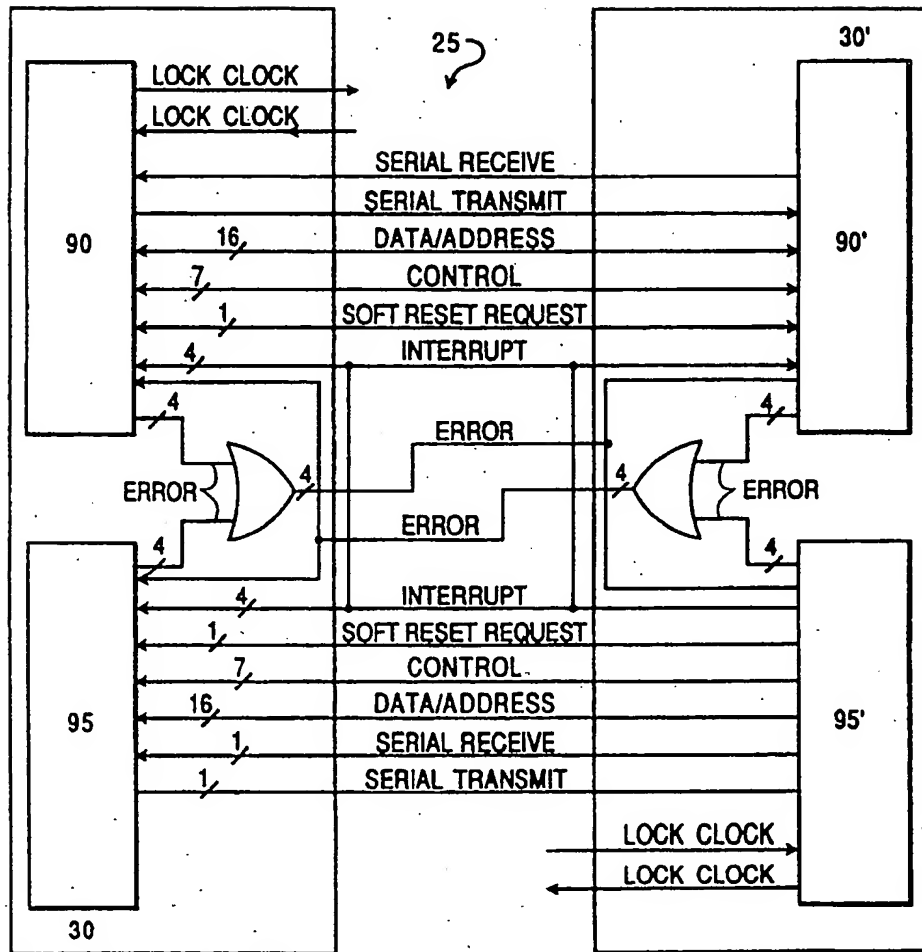 25
30'
LOCK CLOCK
LOCK CLOCK
SERIAL RECEIVE
SERIAL TRANSMIT
90
16
DATA/ADDRESS
90'
7
CONTROL
1
SOFT RESET REQUEST
4
INTERRUPT
4
4
ERROR
ERROR
4
4
ERROR
ERROR
4
4
4
INTERRUPT
1
SOFT RESET REQUEST
7
CONTROL
95
16
DATA/ADDRESS
95'
1
SERIAL RECEIVE
1
SERIAL TRANSMIT
LOCK CLOCK
LOCK CLOCK
30